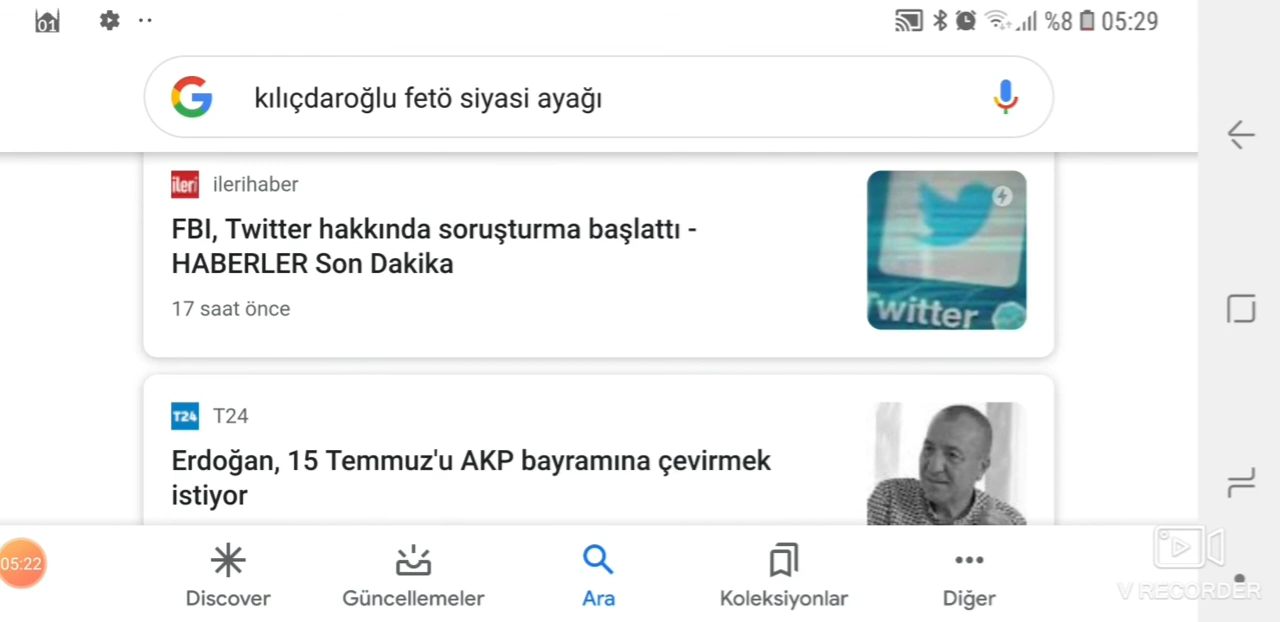 01
%8 05:29
kılıçdaroğlu fetö siyasi ayağı
ileri ilerihaber
FBI, Twitter hakkında soruşturma başlattı -
HABERLER Son Dakika
17 saat önce
Twitter
T24 T24
Erdoğan, 15 Temmuz'u AKP bayramına çevirmek
istiyor
05:22
Discover Güncellemeler Ara Koleksiyonlar Diğer
V RECORDER